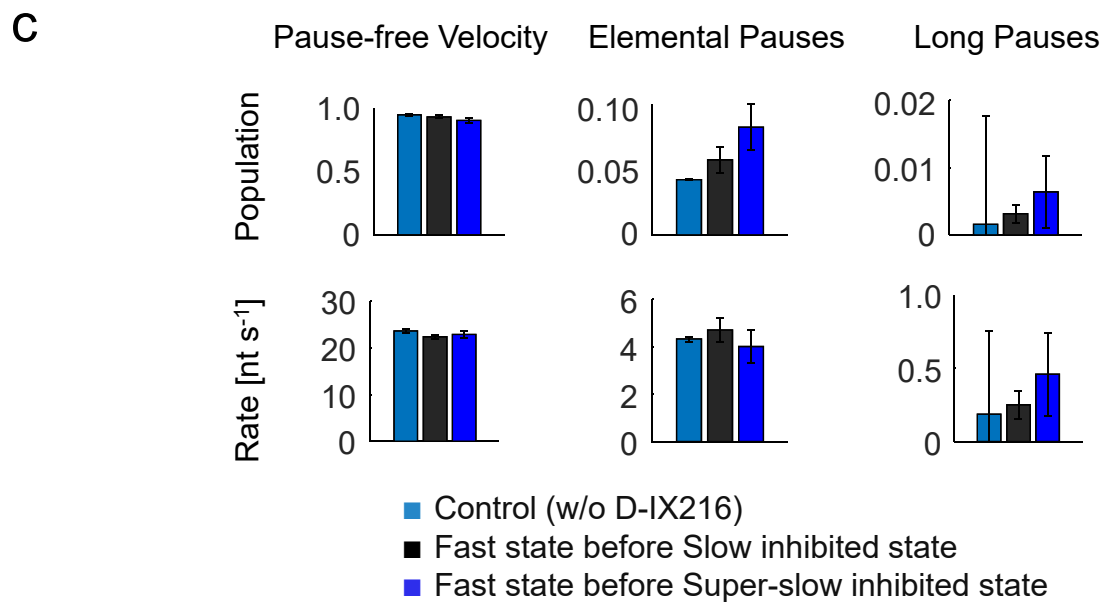 C
Pause-free Velocity Elemental Pauses Long Pauses
Population
1.0
0.5
0
0.10
0.05
0
0.02
0.01
0
Rate [nt s-1]
30
20
10
0
6
4
2
0
1.0
0.5
0
Control (w/o D-IX216)
Fast state before Slow inhibited state
Fast state before Super-slow inhibited state